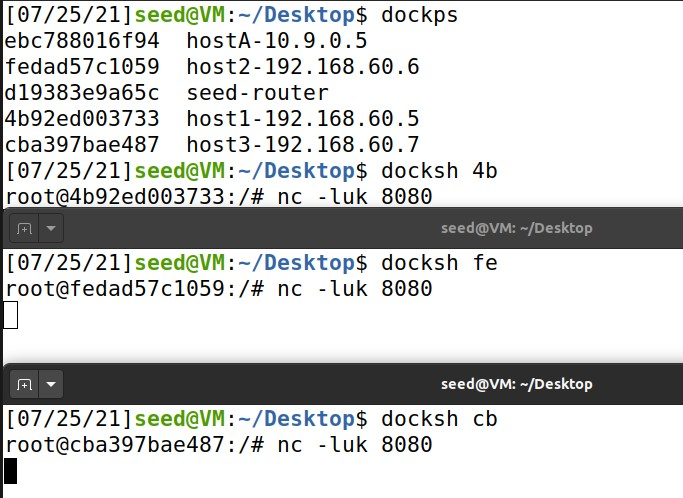 [07/25/21]seed@VM:~/Desktop$ dockps
ebc788016f94  hostA-10.9.0.5
fedad57c1059  host2-192.168.60.6
d19383e9a65c  seed-router
4b92ed003733  host1-192.168.60.5
cba397bae487  host3-192.168.60.7
[07/25/21]seed@VM:~/Desktop$ docksh 4b
root@4b92ed003733:/# nc -luk 8080
seed@VM: ~/Desktop
[07/25/21]seed@VM:~/Desktop$ docksh fe
root@fedad57c1059:/# nc -luk 8080
seed@VM: ~/Desktop
[07/25/21]seed@VM:~/Desktop$ docksh cb
root@cba397bae487:/# nc -luk 8080